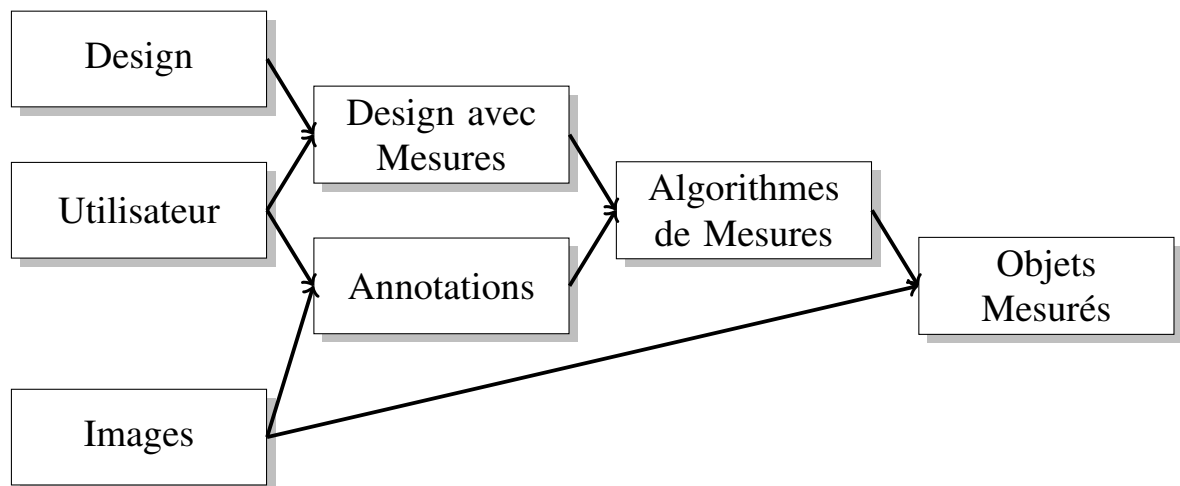 Design
Utilisateur
Images
Design avec
Mesures
Annotations
Algorithmes
de Mesures
Objets
Mesurés